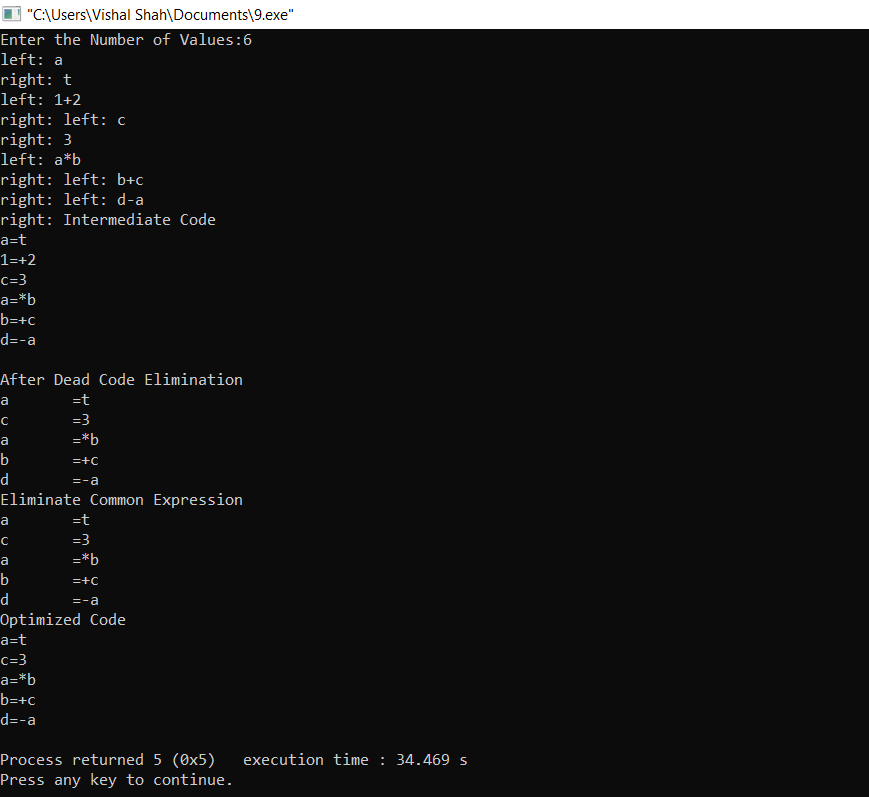 "C:\Users\Vishal Shah\Documents\9.exe"
Enter the Number of Values:6
left: a
right: t
left: 1+2
right: left: c
right: 3
left: a*b
right: left: b+c
right: left: d-a
right: Intermediate Code
a=t
1=+2
c=3
a=*b
b=+c
d=-a

After Dead Code Elimination
a       =t
c       =3
a       =*b
b       =+c
d       =-a
Eliminate Common Expression
a       =t
c       =3
a       =*b
b       =+c
d       =-a
Optimized Code
a=t
c=3
a=*b
b=+c
d=-a

Process returned 5 (0x5)   execution time : 34.469 s
Press any key to continue.